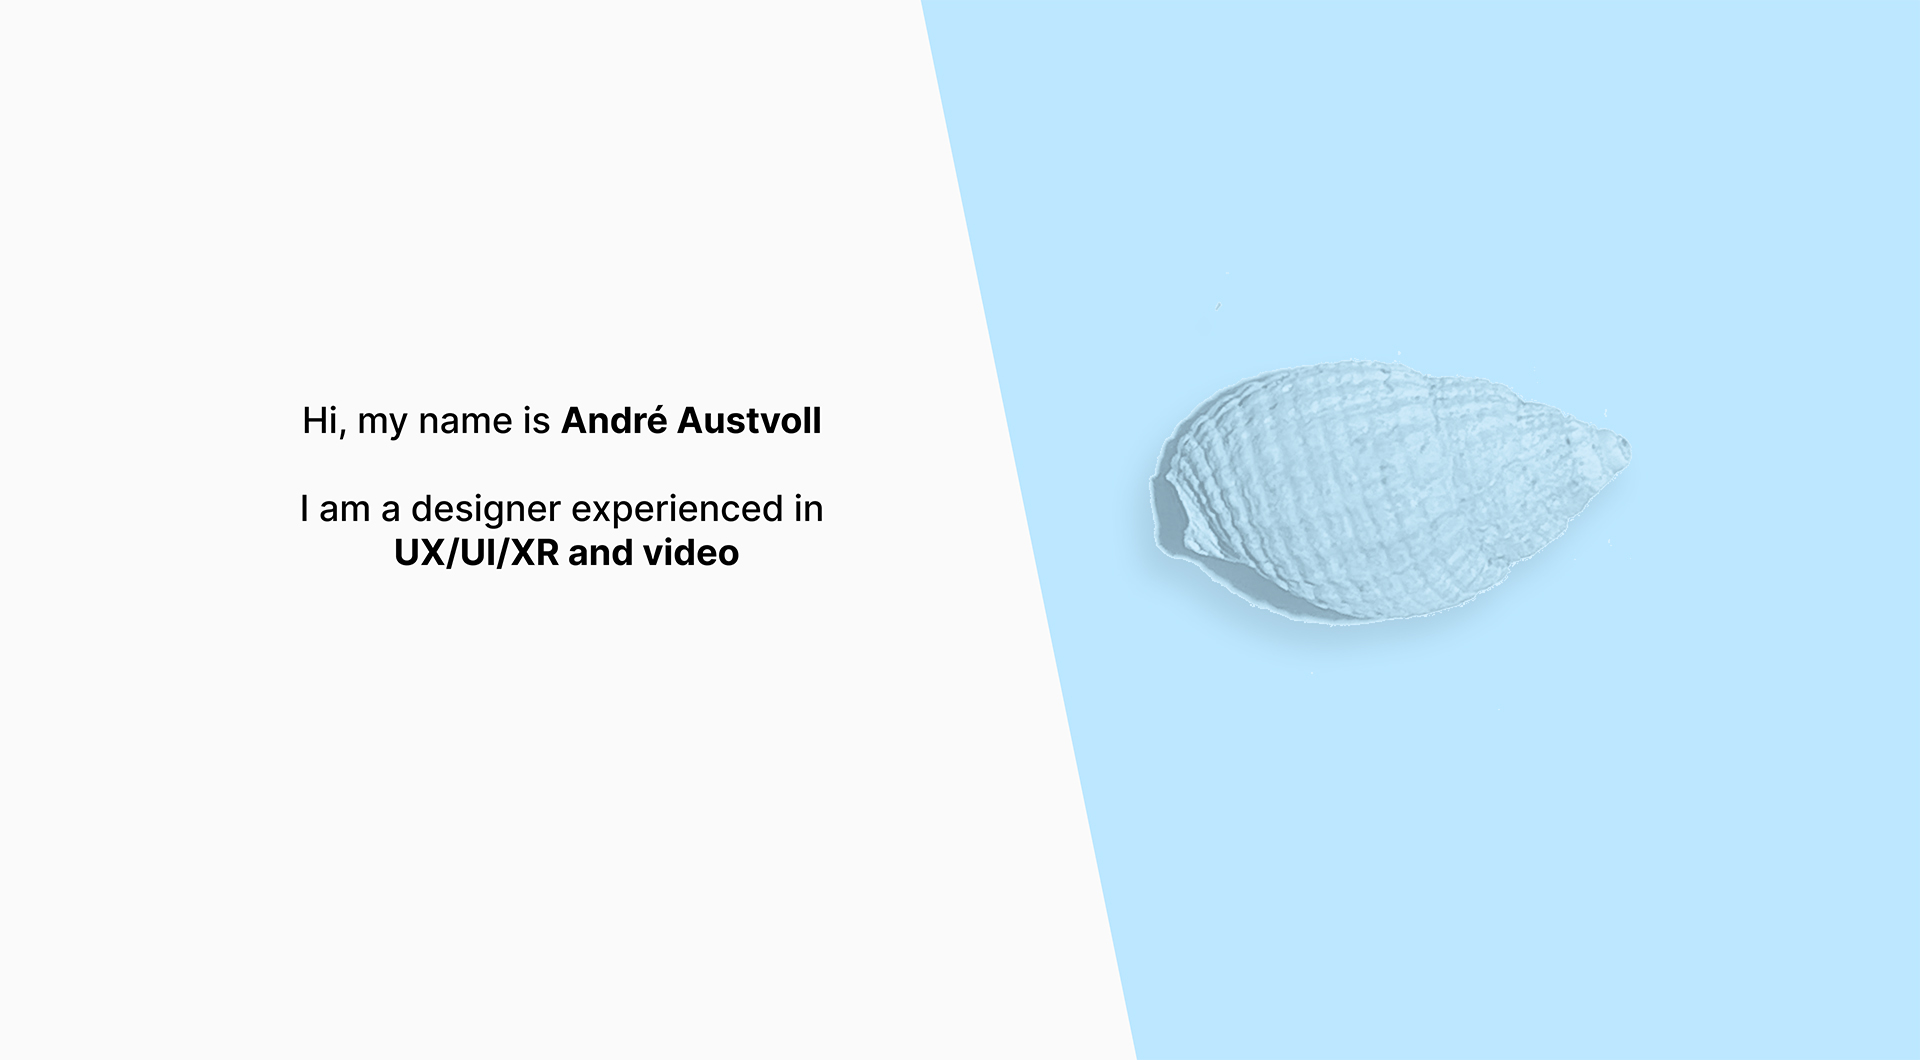 Hi, my name is André Austvoll
I am a designer experienced in
UX/UI/XR and video